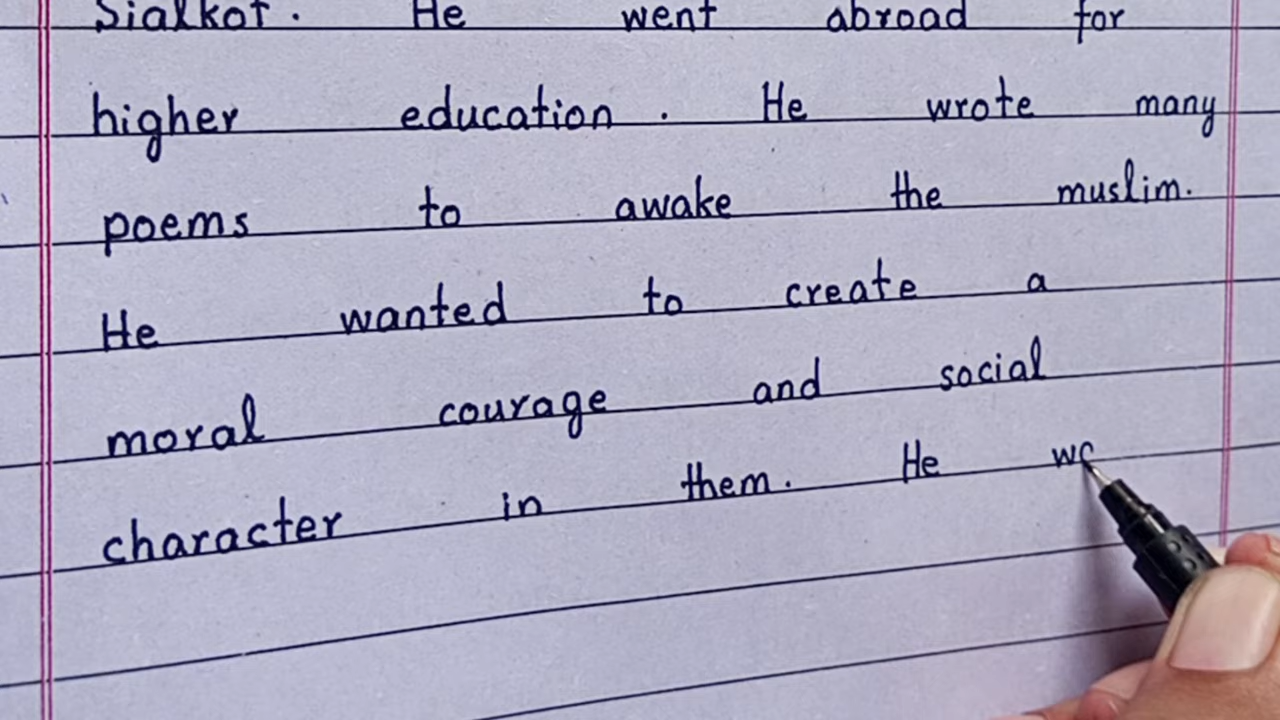 Sialkot. He went abroad for
higher education. He wrote many
poems to awake the muslim.
He wanted to create a
moral courage and social
character in them. He